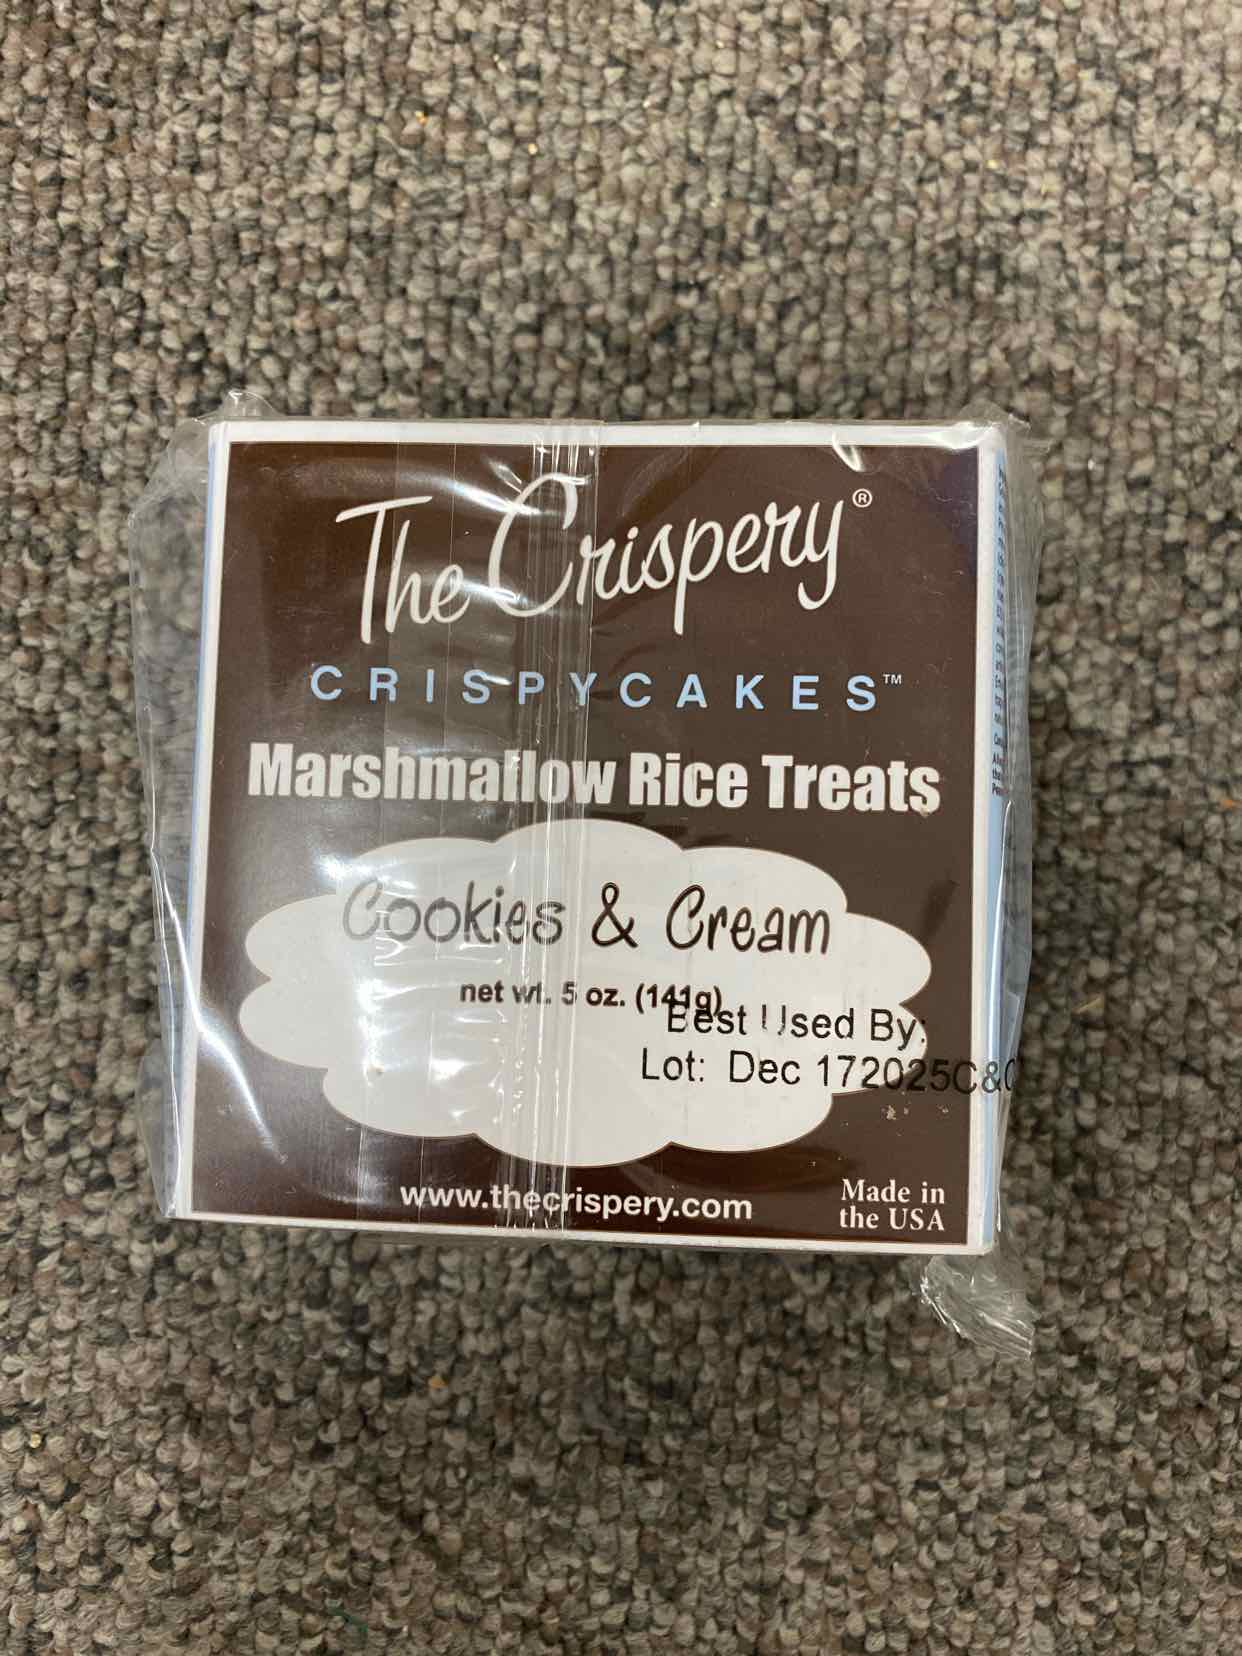 The Crispery®
CRISPYCAKES™
Marshmallow Rice Treats
Cookies & Cream
net wt. 5 oz. (141g)
Best Used By:
Lot: Dec 172025C&
www.thecrispery.com
Made in
the USA